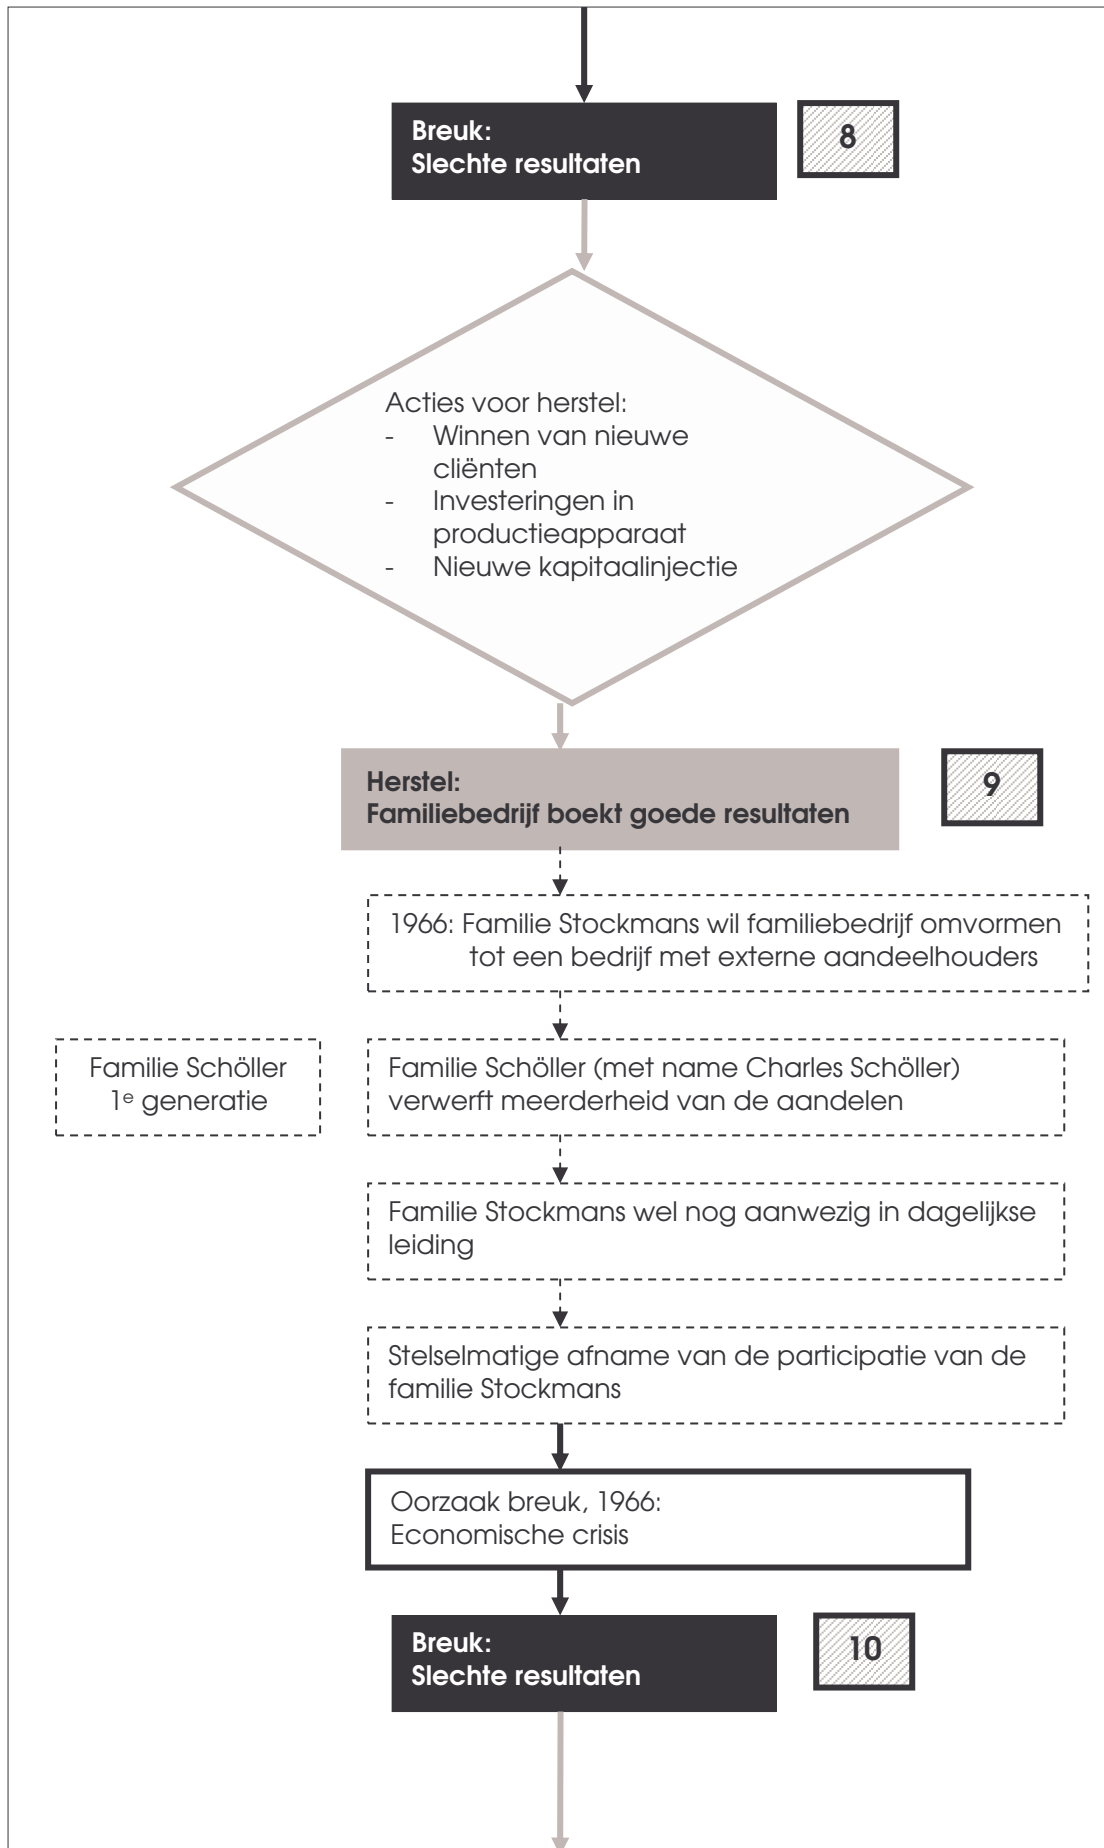 Breuk:
Slechte resultaten
8
Acties voor herstel:
- Winnen van nieuwe
cliënten
- Investeringen in
productieapparaat
- Nieuwe kapitaalinjectie
Herstel:
Familiebedrijf boekt goede resultaten
9
1966: Familie Stockmans wil familiebedrijf omvormen
tot een bedrijf met externe aandeelhouders
Familie Schöller
1e generatie
Familie Schöller (met name Charles Schöller)
verwerft meerderheid van de aandelen
Familie Stockmans wel nog aanwezig in dagelijkse
leiding
Stelselmatige afname van de participatie van de
familie Stockmans
Oorzaak breuk, 1966:
Economische crisis
Breuk:
Slechte resultaten
10